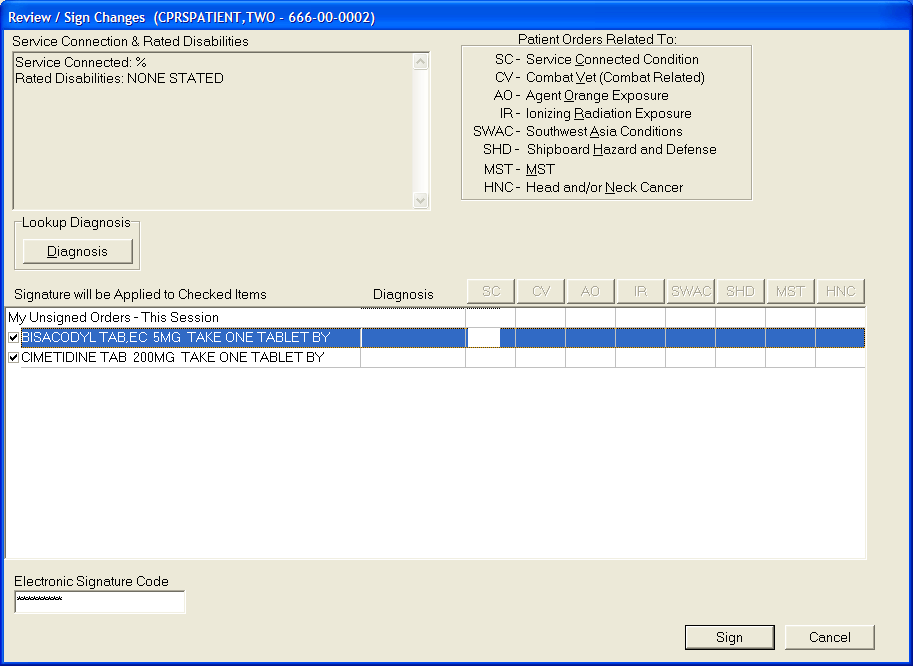 Review / Sign Changes (CPRSPATIENT,TWO - 666-00-0002)
Service Connection & Rated Disabilities
Service Connected: %
Rated Disabilities: NONE STATED
Patient Orders Related To:
SC - Service Connected Condition
CV - Combat Vet (Combat Related)
AO - Agent Orange Exposure
IR - Ionizing Radiation Exposure
SWAC - Southwest Asia Conditions
SHD - Shipboard Hazard and Defense
MST - MST
HNC - Head and/or Neck Cancer
Lookup Diagnosis
Diagnosis
Signature will be Applied to Checked Items Diagnosis SC CV AO IR SWAC SHD MST HNC
My Unsigned Orders - This Session
BISACODYL TAB,EC 5MG TAKE ONE TABLET BY
CIMETIDINE TAB 200MG TAKE ONE TABLET BY
Electronic Signature Code
*********
Sign Cancel